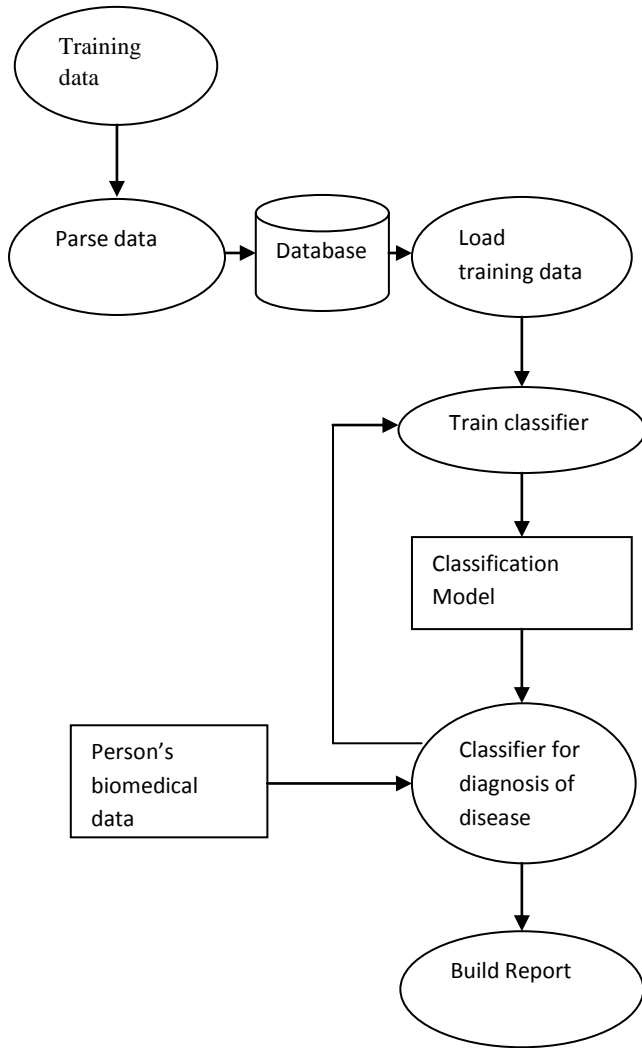 Training
data
Parse data
Database
Load
training data
Train classifier
Classification
Model
Person’s
biomedical
data
Classifier for
diagnosis of
disease
Build Report